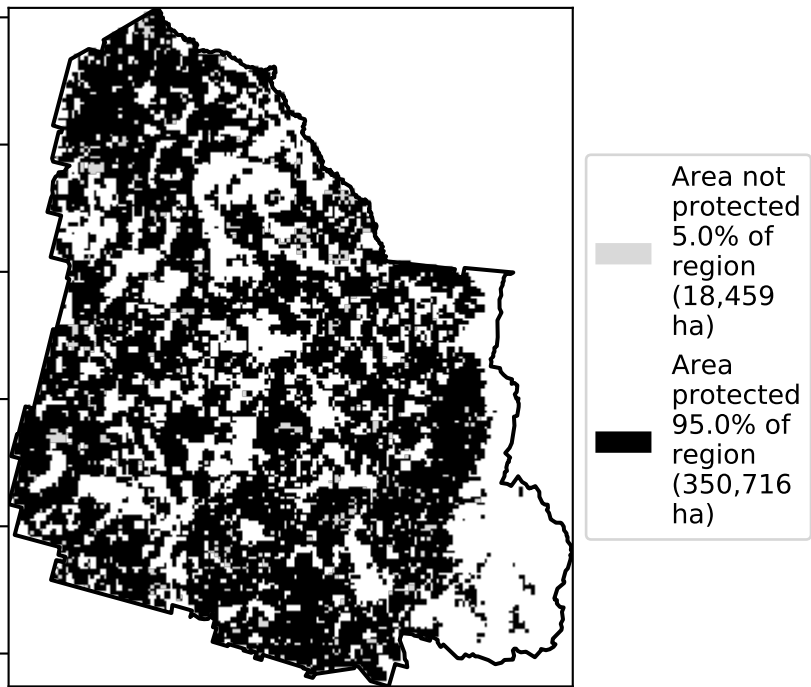 Area not
protected
5.0% of
region
(18,459
ha)
Area
protected
95.0% of
region
(350,716
ha)